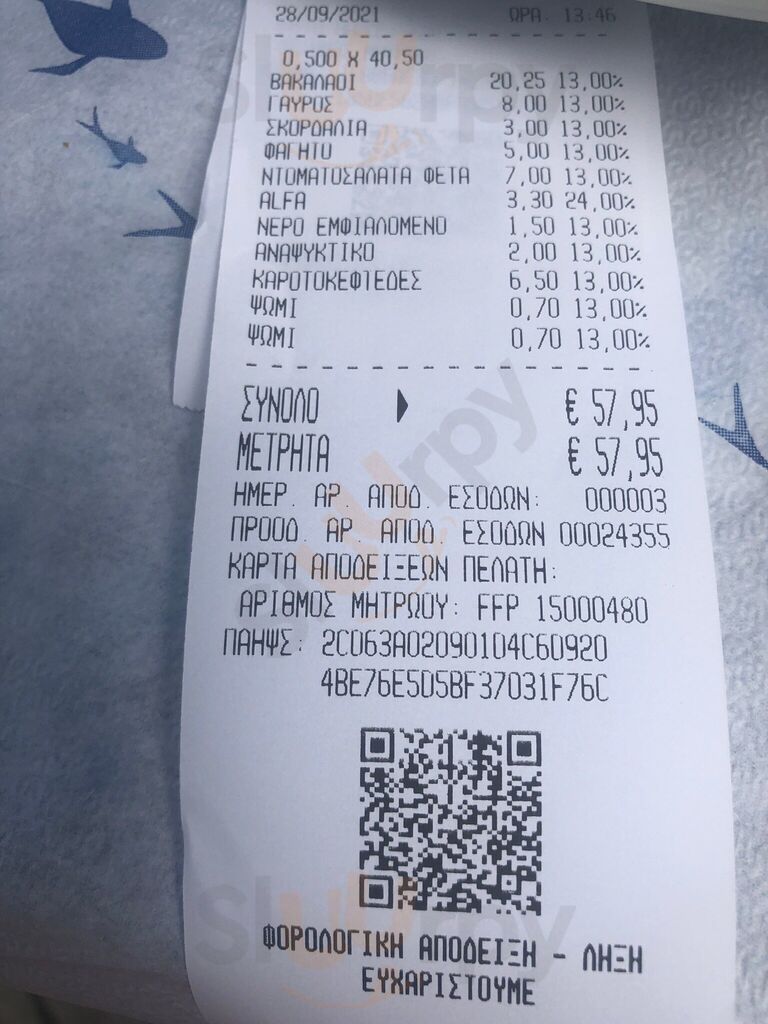 28/09/2021 ΩΡΑ: 13:46
0,500 X 40,50
ΒΑΚΑΛΑΟΙ 20,25 13,00%
ΓΑΥΡΟΣ 8,00 13,00%
ΣΚΟΡΔΑΛΙΑ 3,00 13,00%
ΦΑΓΗΤΟ 5,00 13,00%
ΝΤΟΜΑΤΟΣΑΛΑΤΑ ΦΕΤΑ 7,00 13,00%
ALFA 3,30 24,00%
ΝΕΡΟ ΕΜΦΙΑΛΟΜΕΝΟ 1,50 13,00%
ΑΝΑΨΥΚΤΙΚΟ 2,00 13,00%
ΚΑΡΟΤΟΚΕΦΤΕΔΕΣ 6,50 13,00%
ΨΩΜΙ 0,70 13,00%
ΨΩΜΙ 0,70 13,00%
ΣΥΝΟΛΟ € 57,95
ΜΕΤΡΗΤΑ € 57,95
ΗΜΕΡ. ΑΡ. ΑΠΟΔ. ΕΣΟΔΩΝ: 000003
ΠΡΟΟΔ. ΑΡ. ΑΠΟΔ. ΕΣΟΔΩΝ 00024355
ΚΑΡΤΑ ΑΠΟΔΕΙΞΕΩΝ ΠΕΛΑΤΗ:
ΑΡΙΘΜΟΣ ΜΗΤΡΩΟΥ: FFP 15000480
ΠΑΗΨΣ: 2C063A02090104C60920
4BE76E5D5BF37031F76C
ΦΟΡΟΛΟΓΙΚΗ ΑΠΟΔΕΙΞΗ - ΛΗΞΗ
ΕΥΧΑΡΙΣΤΟΥΜΕ
Sluurpy
Sluurpy
Sluurpy